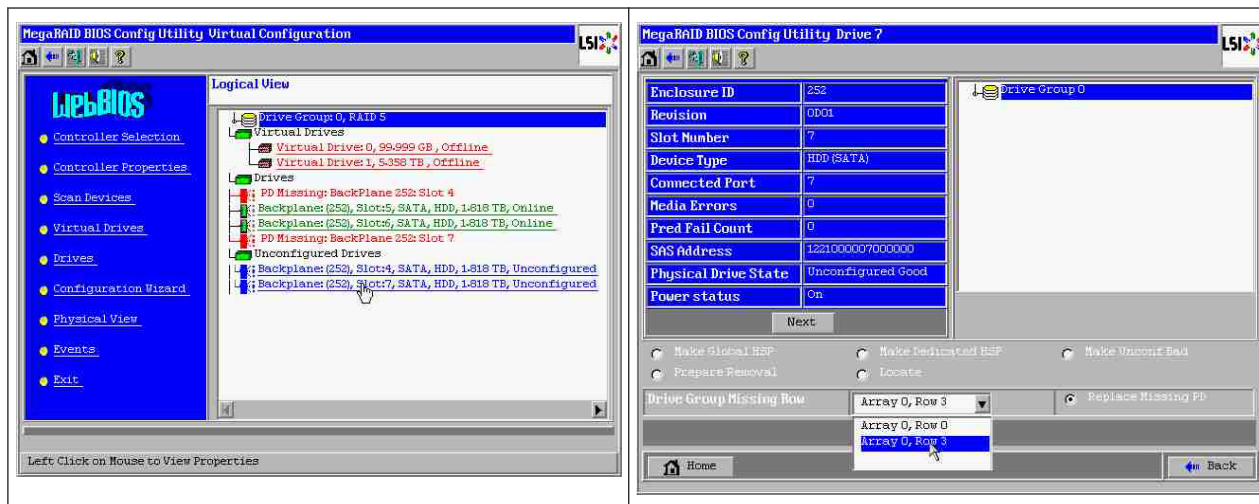 MegaRAID BIOS Config Utility Virtual Configuration
LSI
WebBIOS
Controller Selection
Controller Properties
Scan Devices
Virtual Drives
Drives
Configuration Wizard
Physical View
Events
Exit
Logical View
Drive Group: 0, RAID 5
Virtual Drives
Virtual Drive: 0, 99.999 GB, Offline
Virtual Drive: 1, 5.358 TB, Offline
Drives
PD Missing: BackPlane 252: Slot 4
Backplane: (252), Slot:5, SATA, HDD, 1.818 TB, Online
Backplane: (252), Slot:6, SATA, HDD, 1.818 TB, Online
PD Missing: BackPlane 252: Slot 7
Unconfigured Drives
Backplane: (252), Slot:4, SATA, HDD, 1.818 TB, Unconfigured
Backplane: (252), Slot:7, SATA, HDD, 1.818 TB, Unconfigured
Left Click on Mouse to View Properties
MegaRAID BIOS Config Utility Drive 7
LSI
Enclosure ID 252
Revision 0D01
Slot Number 7
Device Type HDD (SATA)
Connected Port 7
Media Errors 0
Pred Fail Count 0
SAS Address 1221000007000000
Physical Drive State Unconfigured Good
Power status On
Next
Drive Group 0
Make Global HSP Make Dedicated HSP Make Unconf Bad
Prepare Removal Locate
Drive Group Missing Row Array 0, Row 3 Replace Missing PD
Array 0, Row 0
Array 0, Row 3
Home Back